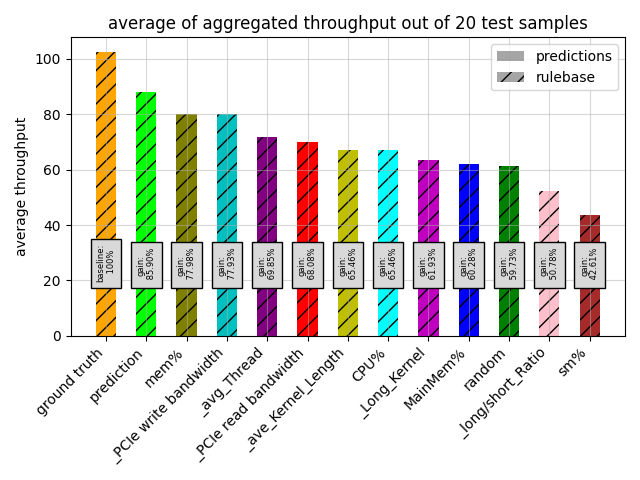 average of aggregated throughput out of 20 test samples
predictions
rulebase
average throughput
100
80
60
40
20
0
baseline:
100%
gain:
85.90%
gain:
77.98%
gain:
77.93%
gain:
69.85%
gain:
68.08%
gain:
65.46%
gain:
65.46%
gain:
61.93%
gain:
60.28%
gain:
59.73%
gain:
50.78%
gain:
42.61%
ground truth
prediction
mem%
_PCIe write bandwidth
_avg_Thread
_PCIe read bandwidth
_ave_Kernel_Length
CPU%
_Long_Kernel
MainMem%
random
_long/short_Ratio
sm%